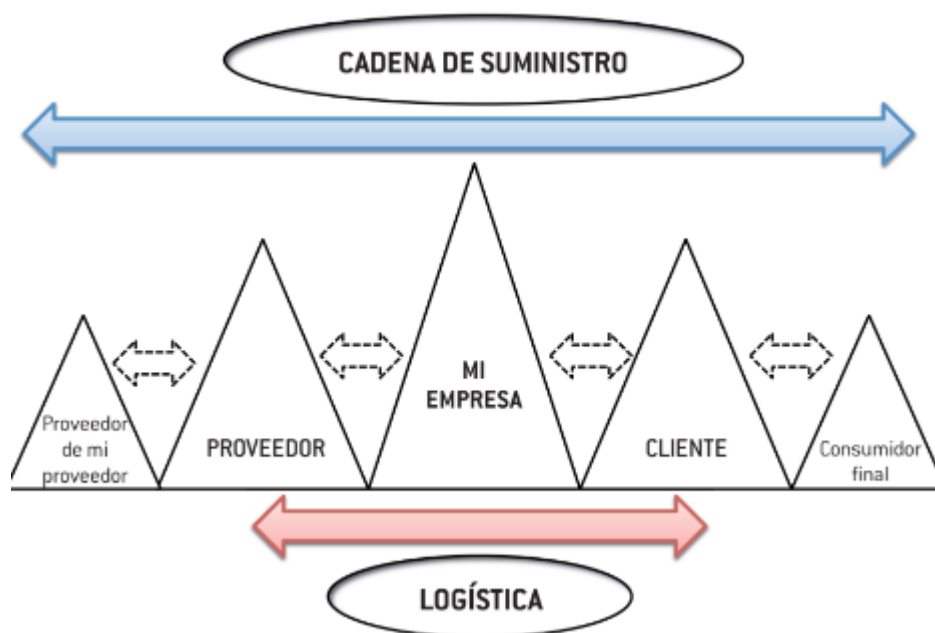 CADENA DE SUMINISTRO
MI
EMPRESA
Proveedor
de mi
proveedor
PROVEEDOR
CLIENTE
Consumidor
final
LOGÍSTICA